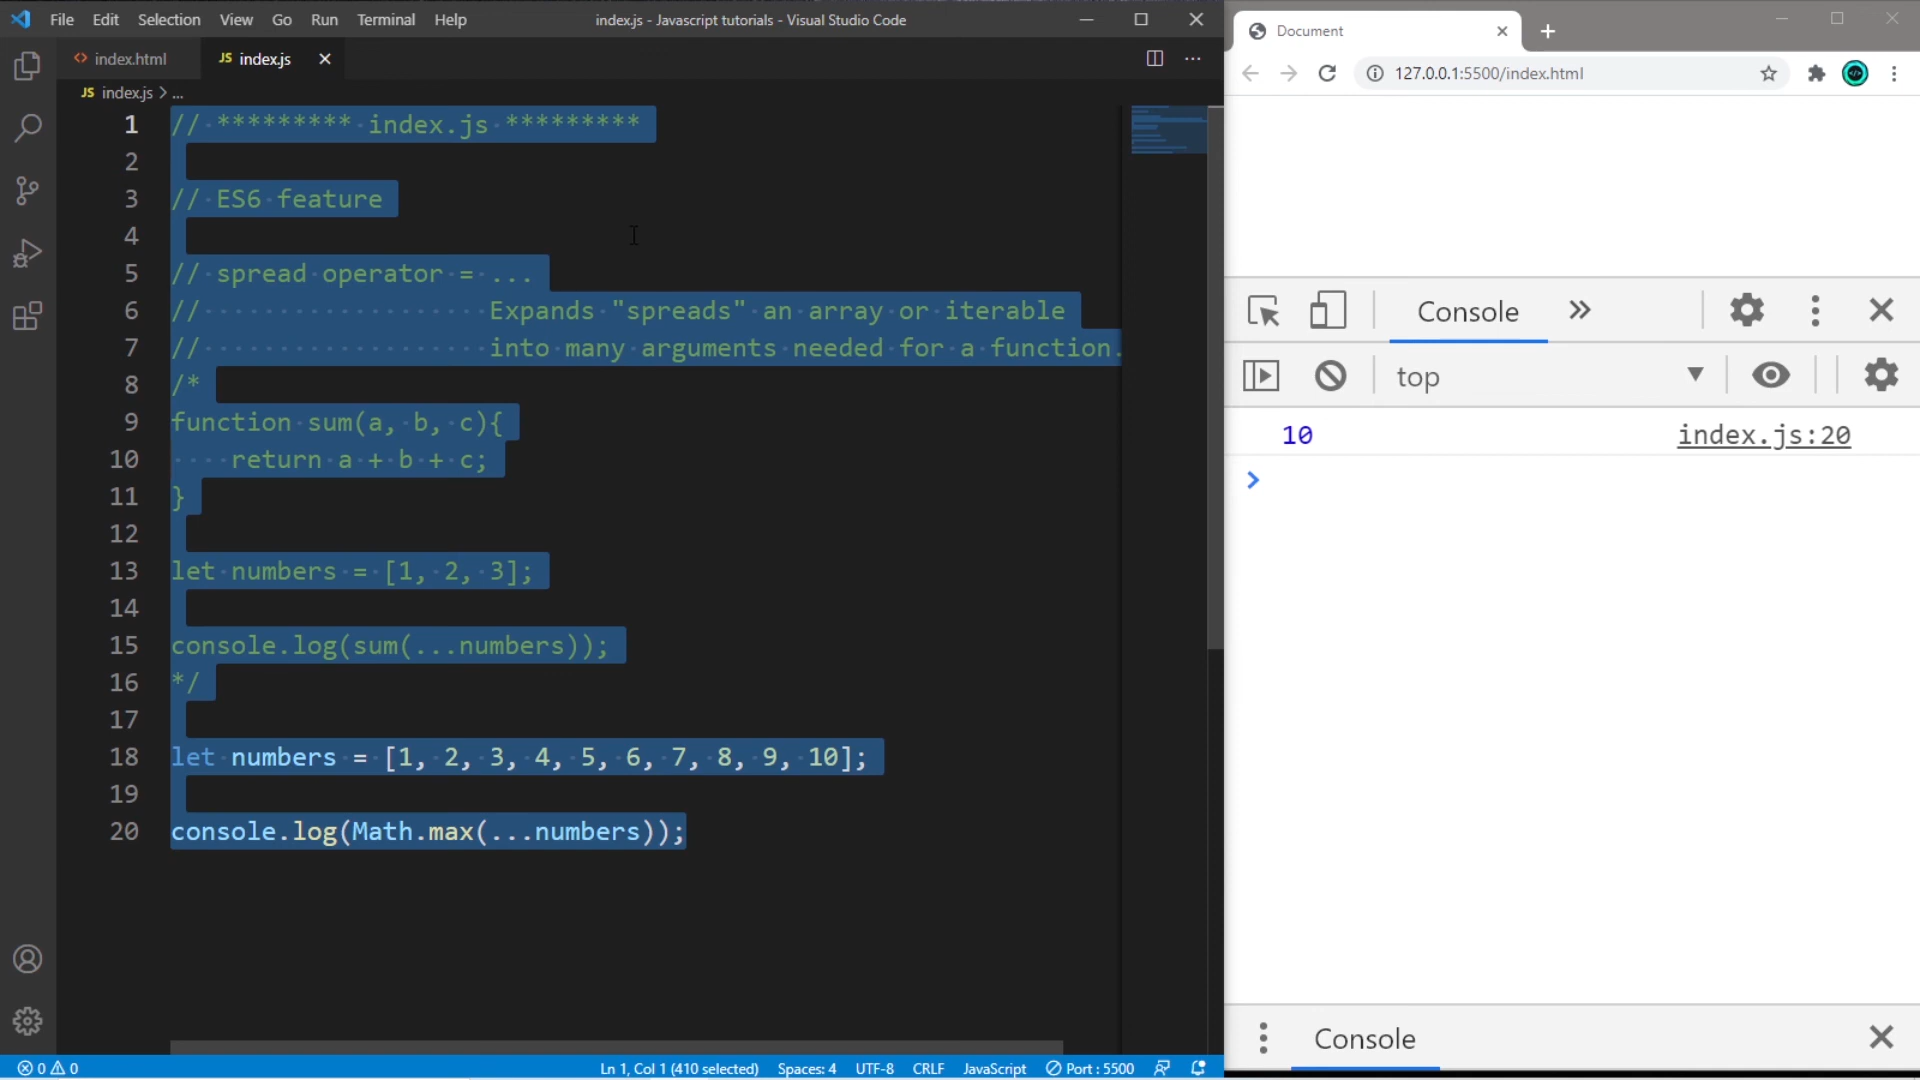 File Edit Selection View Go Run Terminal Help index.js - Javascript tutorials - Visual Studio Code
index.html JS index.js
JS index.js > ...
1 // ********* index.js *********
2
3 // ES6 feature
4
5 // spread operator = ...
6 // Expands "spreads" an array or iterable
7 // into many arguments needed for a function.
8 /*
9 function sum(a, b, c){
10 return a + b + c;
11 }
12
13 let numbers = [1, 2, 3];
14
15 console.log(sum(...numbers));
16 */
17
18 let numbers = [1, 2, 3, 4, 5, 6, 7, 8, 9, 10];
19
20 console.log(Math.max(...numbers));
0 0 Ln 1, Col 1 (410 selected) Spaces: 4 UTF-8 CRLF JavaScript Port : 5500
Document
127.0.0.1:5500/index.html
Console
top
10 index.js:20
Console